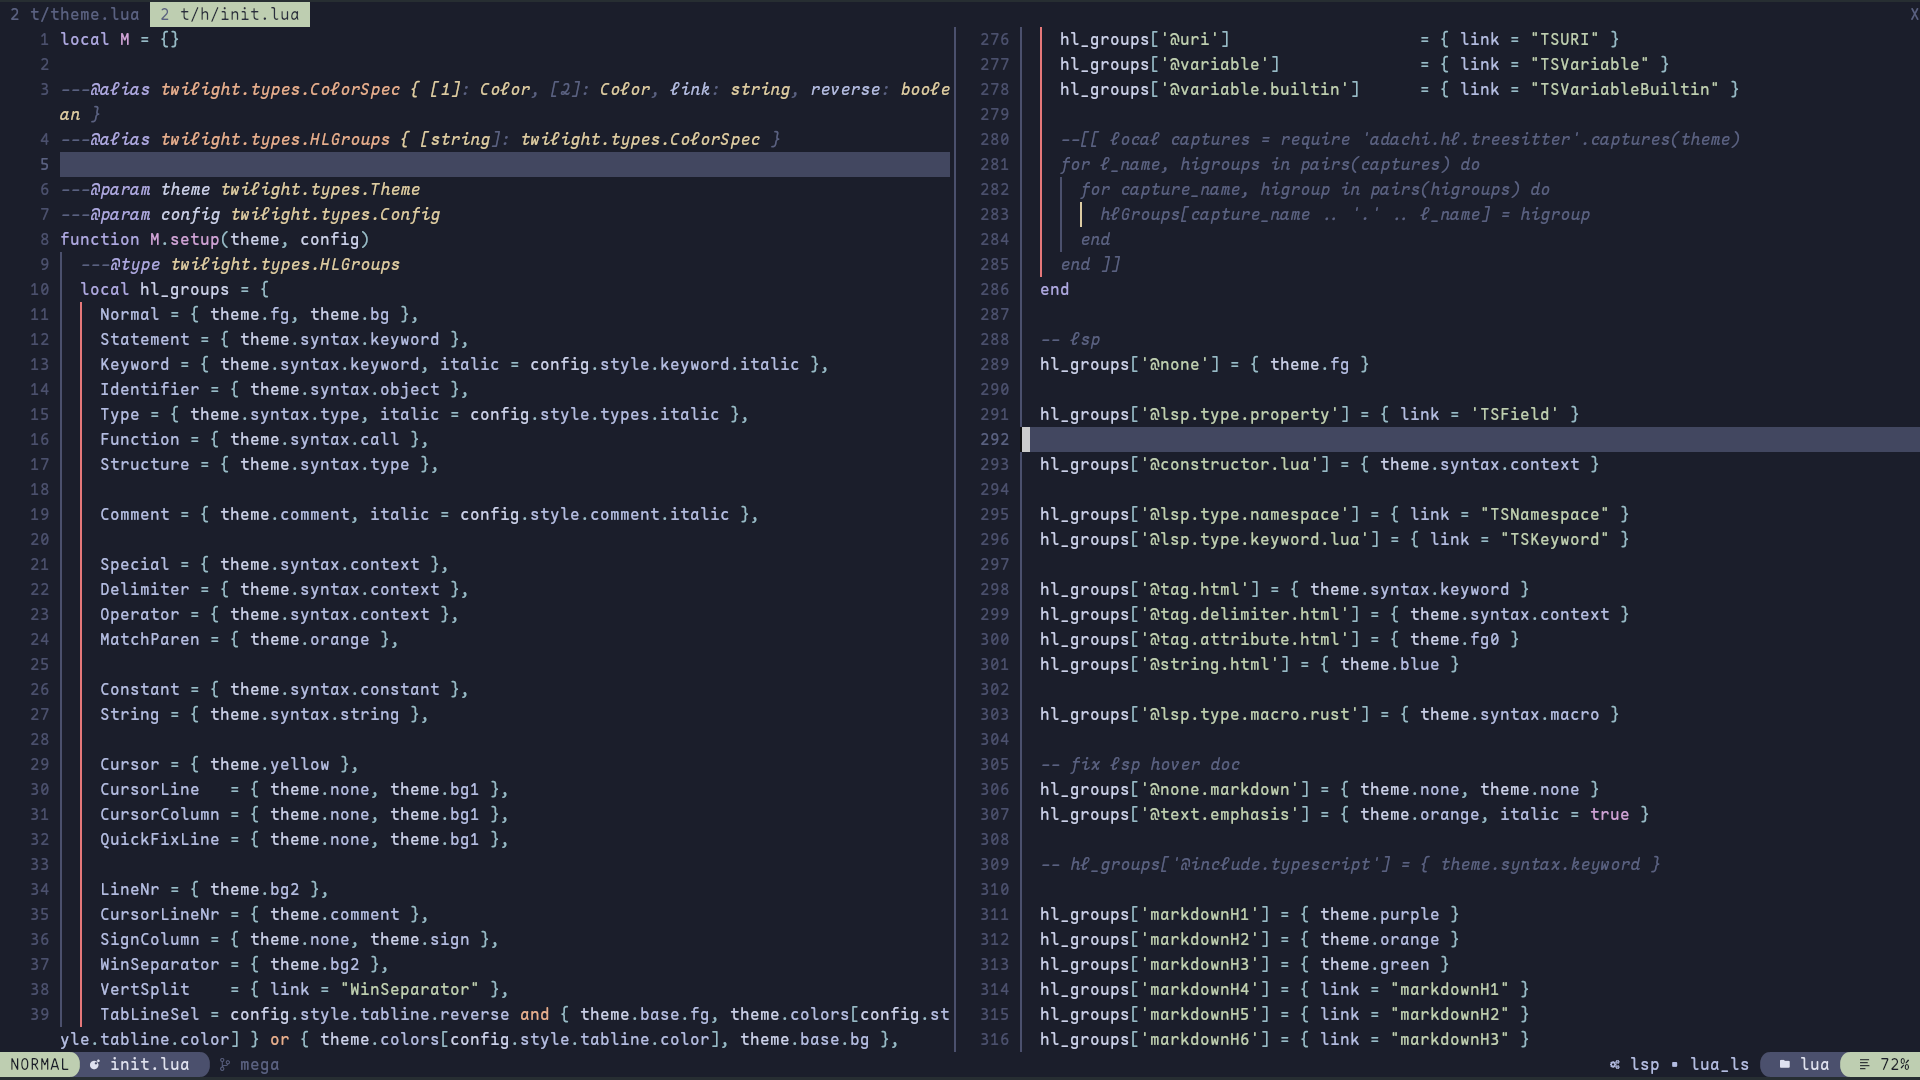 2 t/theme.lua  2 t/h/init.lua  X
1 local M = {}
2
3 ---@alias twilight.types.ColorSpec { [1]: Color, [2]: Color, link: string, reverse: boole
an }
4 ---@alias twilight.types.HLGroups { [string]: twilight.types.ColorSpec }
5
6 ---@param theme twilight.types.Theme
7 ---@param config twilight.types.Config
8 function M.setup(theme, config)
9   ---@type twilight.types.HLGroups
10   local hl_groups = {
11     Normal = { theme.fg, theme.bg },
12     Statement = { theme.syntax.keyword },
13     Keyword = { theme.syntax.keyword, italic = config.style.keyword.italic },
14     Identifier = { theme.syntax.object },
15     Type = { theme.syntax.type, italic = config.style.types.italic },
16     Function = { theme.syntax.call },
17     Structure = { theme.syntax.type },
18
19     Comment = { theme.comment, italic = config.style.comment.italic },
20
21     Special = { theme.syntax.context },
22     Delimiter = { theme.syntax.context },
23     Operator = { theme.syntax.context },
24     MatchParen = { theme.orange },
25
26     Constant = { theme.syntax.constant },
27     String = { theme.syntax.string },
28
29     Cursor = { theme.yellow },
30     CursorLine   = { theme.none, theme.bg1 },
31     CursorColumn = { theme.none, theme.bg1 },
32     QuickFixLine = { theme.none, theme.bg1 },
33
34     LineNr = { theme.bg2 },
35     CursorLineNr = { theme.comment },
36     SignColumn = { theme.none, theme.sign },
37     WinSeparator = { theme.bg2 },
38     VertSplit    = { link = "WinSeparator" },
39     TabLineSel = config.style.tabline.reverse and { theme.base.fg, theme.colors[config.st
yle.tabline.color] } or { theme.colors[config.style.tabline.color], theme.base.bg },
276   hl_groups['@uri']                   = { link = "TSURI" }
277   hl_groups['@variable']              = { link = "TSVariable" }
278   hl_groups['@variable.builtin']      = { link = "TSVariableBuiltin" }
279
280   --[[ local captures = require 'adachi.hl.treesitter'.captures(theme)
281   for l_name, higroups in pairs(captures) do
282     for capture_name, higroup in pairs(higroups) do
283       hlGroups[capture_name .. '.' .. l_name] = higroup
284     end
285   end ]]
286 end
287
288 -- lsp
289 hl_groups['@none'] = { theme.fg }
290
291 hl_groups['@lsp.type.property'] = { link = 'TSField' }
292
293 hl_groups['@constructor.lua'] = { theme.syntax.context }
294
295 hl_groups['@lsp.type.namespace'] = { link = "TSNamespace" }
296 hl_groups['@lsp.type.keyword.lua'] = { link = "TSKeyword" }
297
298 hl_groups['@tag.html'] = { theme.syntax.keyword }
299 hl_groups['@tag.delimiter.html'] = { theme.syntax.context }
300 hl_groups['@tag.attribute.html'] = { theme.fg0 }
301 hl_groups['@string.html'] = { theme.blue }
302
303 hl_groups['@lsp.type.macro.rust'] = { theme.syntax.macro }
304
305 -- fix lsp hover doc
306 hl_groups['@none.markdown'] = { theme.none, theme.none }
307 hl_groups['@text.emphasis'] = { theme.orange, italic = true }
308
309 -- hl_groups['@include.typescript'] = { theme.syntax.keyword }
310
311 hl_groups['markdownH1'] = { theme.purple }
312 hl_groups['markdownH2'] = { theme.orange }
313 hl_groups['markdownH3'] = { theme.green }
314 hl_groups['markdownH4'] = { link = "markdownH1" }
315 hl_groups['markdownH5'] = { link = "markdownH2" }
316 hl_groups['markdownH6'] = { link = "markdownH3" }
NORMAL  init.lua  mega  lsp ▪ lua_ls  lua  72%